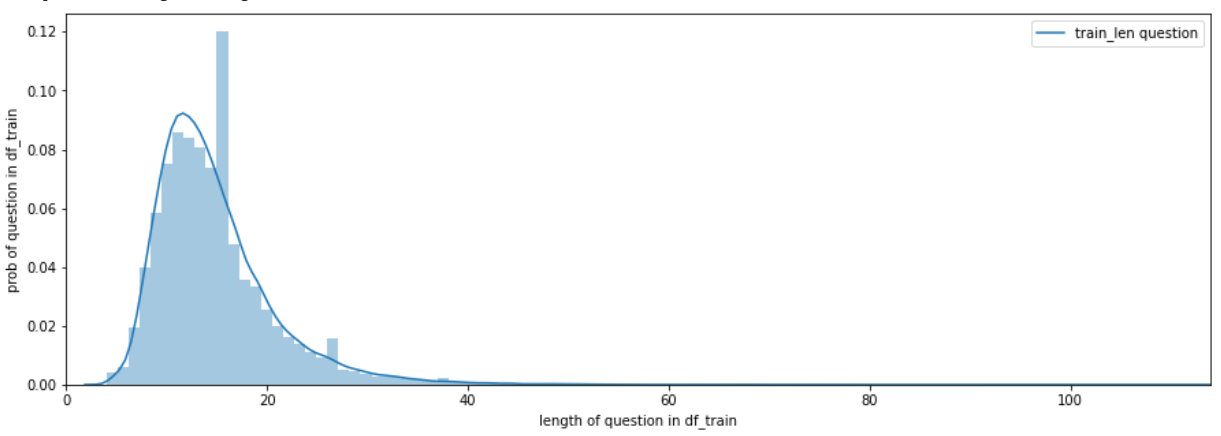 0.12
0.10
0.08
0.06
0.04
0.02
0.00
prob of question in df_train
train_len question
0 20 40 60 80 100
length of question in df_train